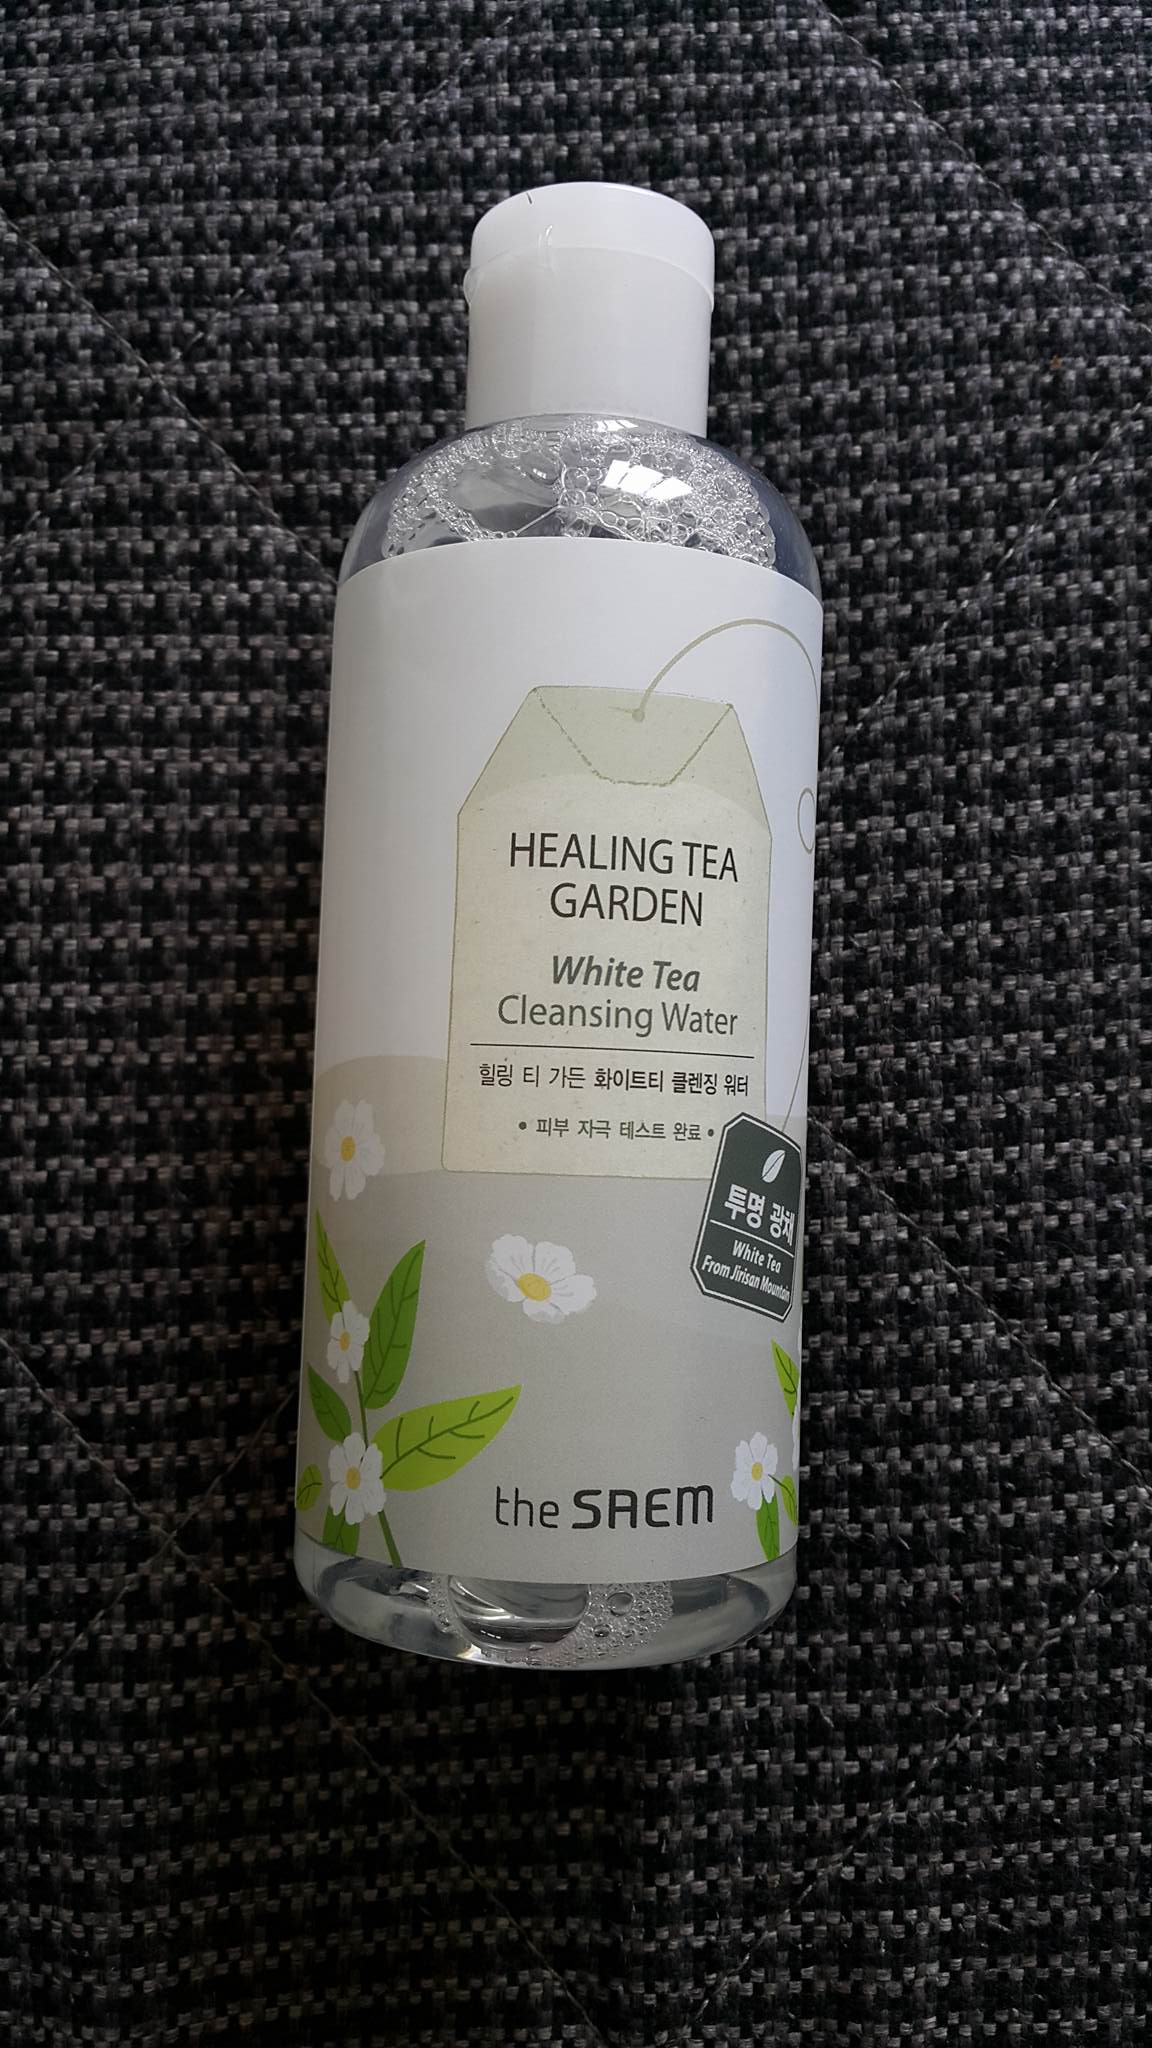 HEALING TEA
GARDEN
White Tea
Cleansing Water
힐링 티 가든 화이트티 클렌징 워터
• 피부 자극 테스트 완료 •
투명 광채
White Tea
From Jirisan Mountain
the SAEM